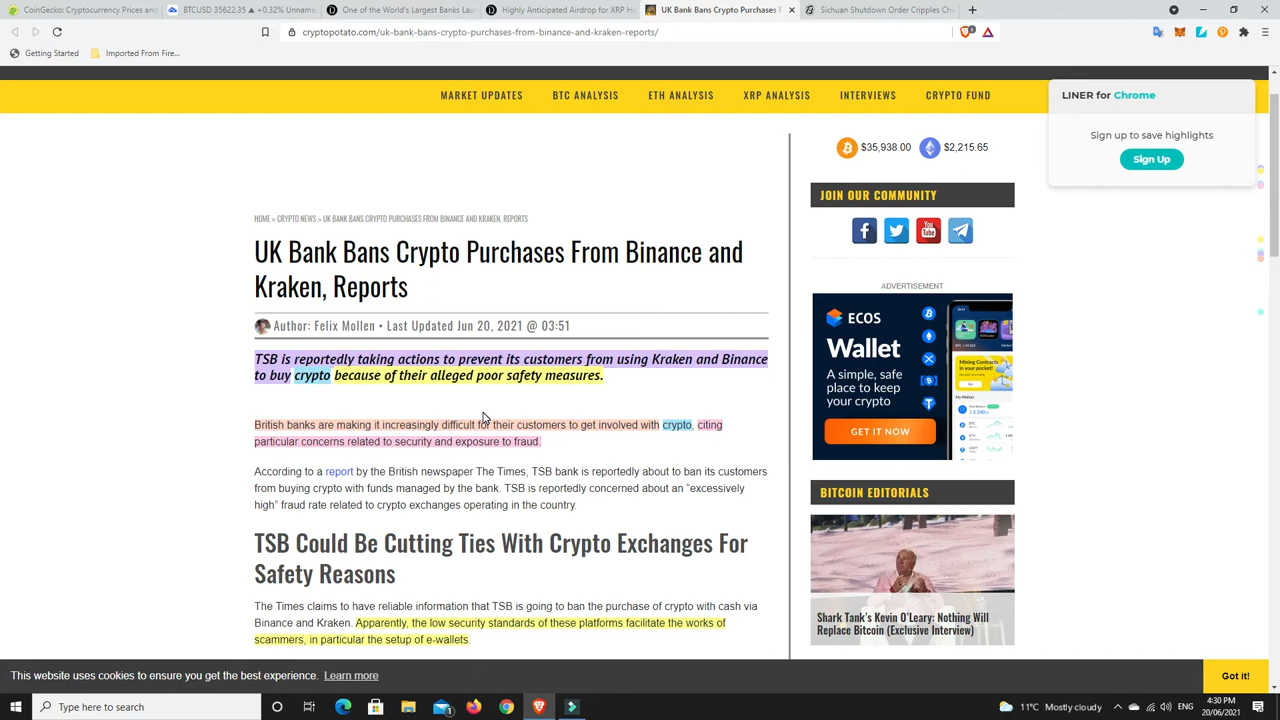 CoinGecko: Cryptocurrency Prices and
BTCUSD 35622.35 ▲ +0.32% Unnamed
One of the World's Largest Banks Lau
Highly Anticipated Airdrop for XRP H
UK Bank Bans Crypto Purchases F
Sichuan Shutdown Order Cripples Ch
cryptopotato.com/uk-bank-bans-crypto-purchases-from-binance-and-kraken-reports/
Getting Started
Imported From Fire...
MARKET UPDATES
BTC ANALYSIS
ETH ANALYSIS
XRP ANALYSIS
INTERVIEWS
CRYPTO FUND
LINER for Chrome
Sign up to save highlights
Sign Up
$35,938.00
$2,215.65
JOIN OUR COMMUNITY
HOME » CRYPTO NEWS » UK BANK BANS CRYPTO PURCHASES FROM BINANCE AND KRAKEN, REPORTS
UK Bank Bans Crypto Purchases From Binance and
Kraken, Reports
Author: Felix Mollen • Last Updated Jun 20, 2021 @ 03:51
TSB is reportedly taking actions to prevent its customers from using Kraken and Binance
to buy crypto because of their alleged poor safety measures.
British banks are making it increasingly difficult for their customers to get involved with crypto, citing
particular concerns related to security and exposure to fraud.
According to a report by the British newspaper The Times, TSB bank is reportedly about to ban its customers
from buying crypto with funds managed by the bank. TSB is reportedly concerned about an “excessively
high” fraud rate related to crypto exchanges operating in the country.
TSB Could Be Cutting Ties With Crypto Exchanges For
Safety Reasons
The Times claims to have reliable information that TSB is going to ban the purchase of crypto with cash via
Binance and Kraken. Apparently, the low security standards of these platforms facilitate the works of
scammers, in particular the setup of e-wallets.
ADVERTISEMENT
ECOS
Wallet
A simple, safe
place to keep
your crypto
GET IT NOW
BITCOIN EDITORIALS
Shark Tank's Kevin O'Leary: Nothing Will
Replace Bitcoin (Exclusive Interview)
This website uses cookies to ensure you get the best experience. Learn more
Got it!
Type here to search
11°C Mostly cloudy
ENG
4:30 PM
20/06/2021